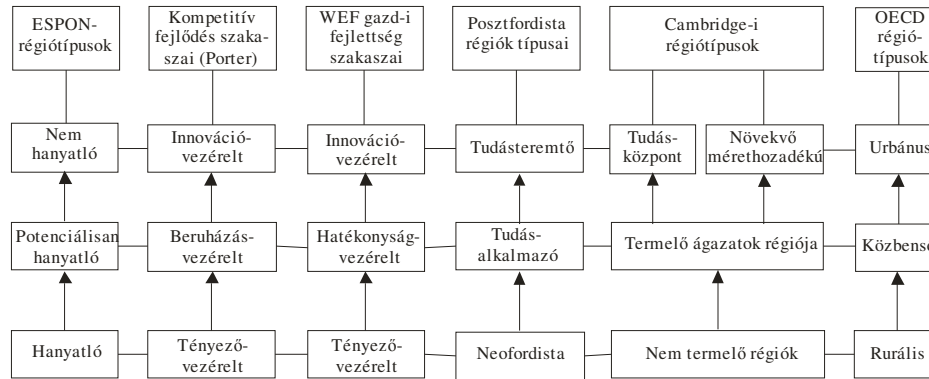 ESPON-
régiótípusok
Kompetitív
fejlődés szaka-
szai (Porter)
WEF gazd-i
fejlettség
szakaszai
Posztfordista
régiók típusai
Cambridge-i
régiótípusok
OECD
régió-
típusok
Nem
hanyatló
Innováció-
vezérelt
Innováció-
vezérelt
Tudásteremtő
Tudás-
központ
Növekvő
mérethozadékú
Urbánus
Potenciálisan
hanyatló
Beruházás-
vezérelt
Hatékonyság-
vezérelt
Tudás-
alkalmazó
Termelő ágazatok régiója
Közbenső
Hanyatló
Tényező-
vezérelt
Tényező-
vezérelt
Neofordista
Nem termelő régiók
Rurális